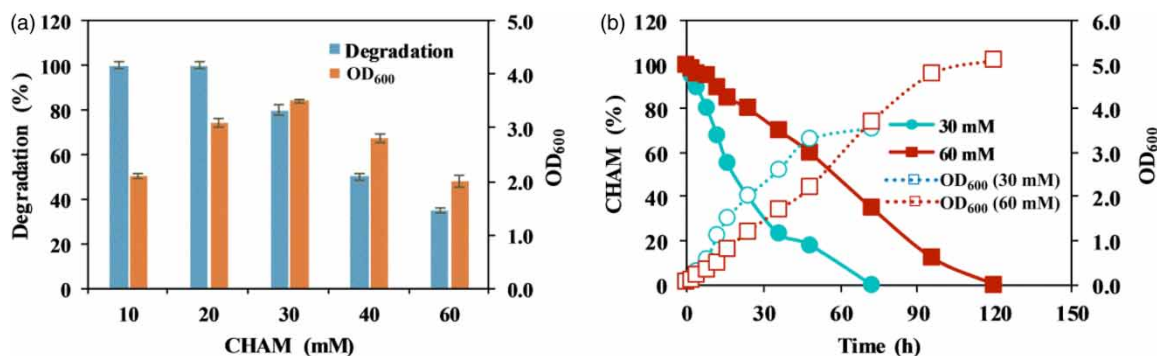 (a)
120
100
80
60
40
20
0
Degradation (%)
5.0
4.0
3.0
2.0
1.0
0.0
OD600
Degradation
OD600
10 20 30 40 60
CHAM (mM)
(b)
120
100
80
60
40
20
0
CHAM (%)
6.0
5.0
4.0
3.0
2.0
1.0
0.0
OD600
30 mM
60 mM
OD600 (30 mM)
OD600 (60 mM)
0 30 60 90 120 150
Time (h)